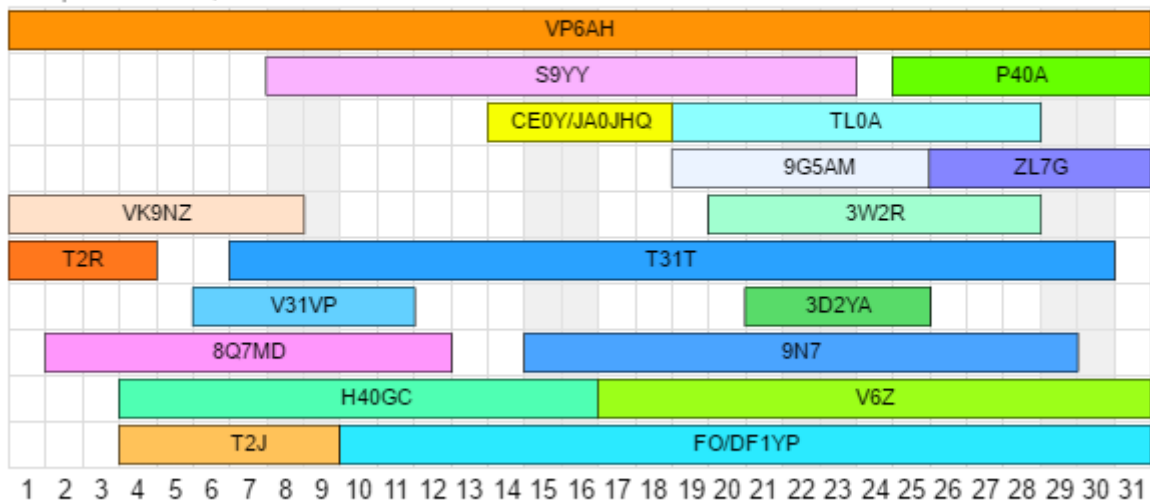 VP6AH
S9YY P40A
CE0Y/JA0JHQ TL0A
9G5AM ZL7G
VK9NZ 3W2R
T2R T31T
V31VP 3D2YA
8Q7MD 9N7
H40GC V6Z
T2J FO/DF1YP
1 2 3 4 5 6 7 8 9 10 11 12 13 14 15 16 17 18 19 20 21 22 23 24 25 26 27 28 29 30 31